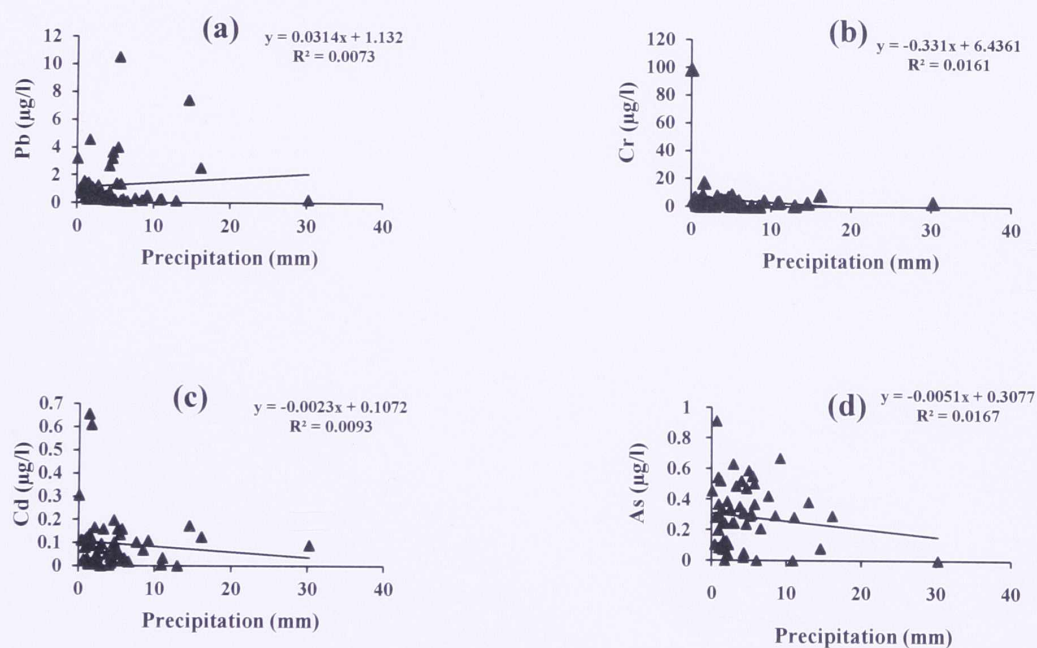 (a)
y = 0.0314x + 1.132
R² = 0.0073
12
10
8
6
4
2
0
Pb (µg/l)
0 10 20 30 40
Precipitation (mm)
(b)
y = -0.331x + 6.4361
R² = 0.0161
120
100
80
60
40
20
0
Cr (µg/l)
0 10 20 30 40
Precipitation (mm)
(c)
y = -0.0023x + 0.1072
R² = 0.0093
0.7
0.6
0.5
0.4
0.3
0.2
0.1
0
Cd (µg/l)
0 10 20 30 40
Precipitation (mm)
(d)
y = -0.0051x + 0.3077
R² = 0.0167
1
0.8
0.6
0.4
0.2
0
As (µg/l)
0 10 20 30 40
Precipitation (mm)